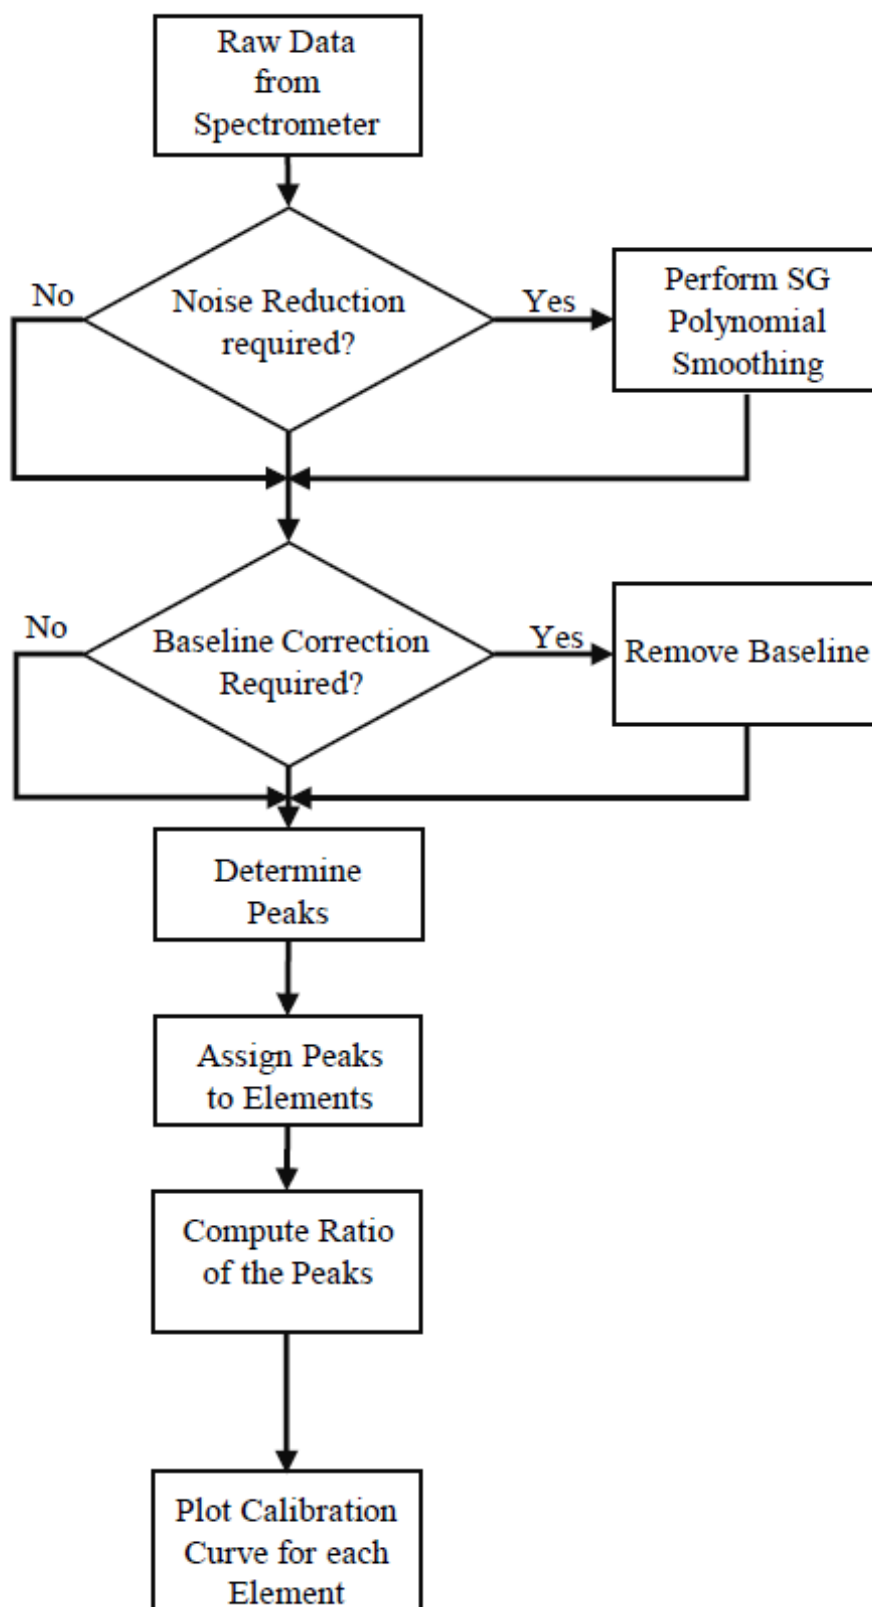 Raw Data
from
Spectrometer
No
Noise Reduction
required?
Yes
Perform SG
Polynomial
Smoothing
No
Baseline Correction
Required?
Yes
Remove Baseline
Determine
Peaks
Assign Peaks
to Elements
Compute Ratio
of the Peaks
Plot Calibration
Curve for each
Element